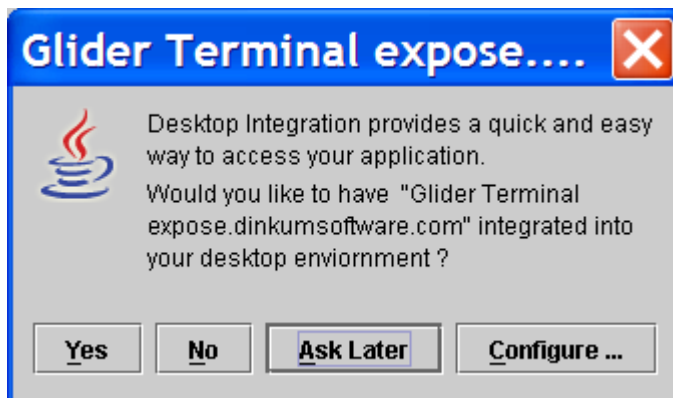 Glider Terminal expose....
Desktop Integration provides a quick and easy
way to access your application.
Would you like to have "Glider Terminal
expose.dinkumsoftware.com" integrated into
your desktop enviornment ?
Yes No Ask Later Configure ...